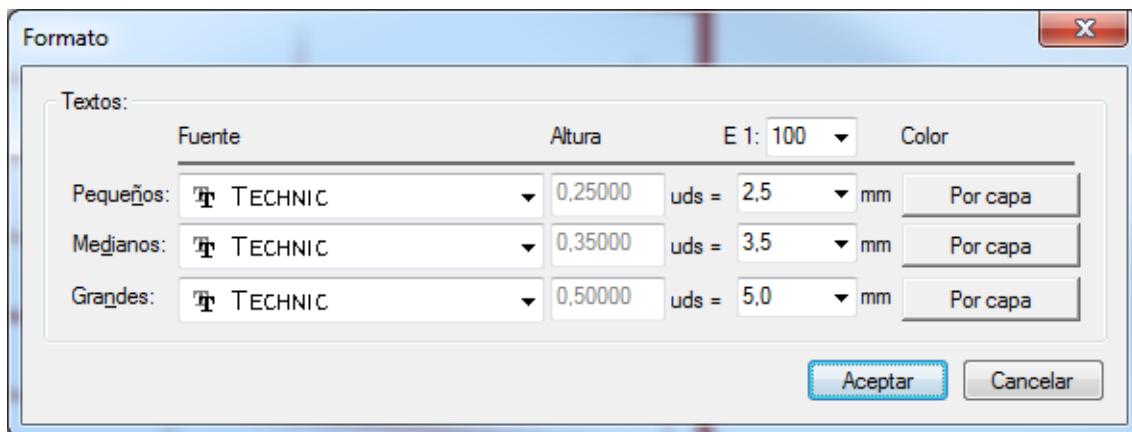 Formato
Textos:
Fuente Altura E 1: 100 Color
Pequeños: TECHNIC 0,25000 uds = 2,5 mm Por capa
Medianos: TECHNIC 0,35000 uds = 3,5 mm Por capa
Grandes: TECHNIC 0,50000 uds = 5,0 mm Por capa
Aceptar Cancelar